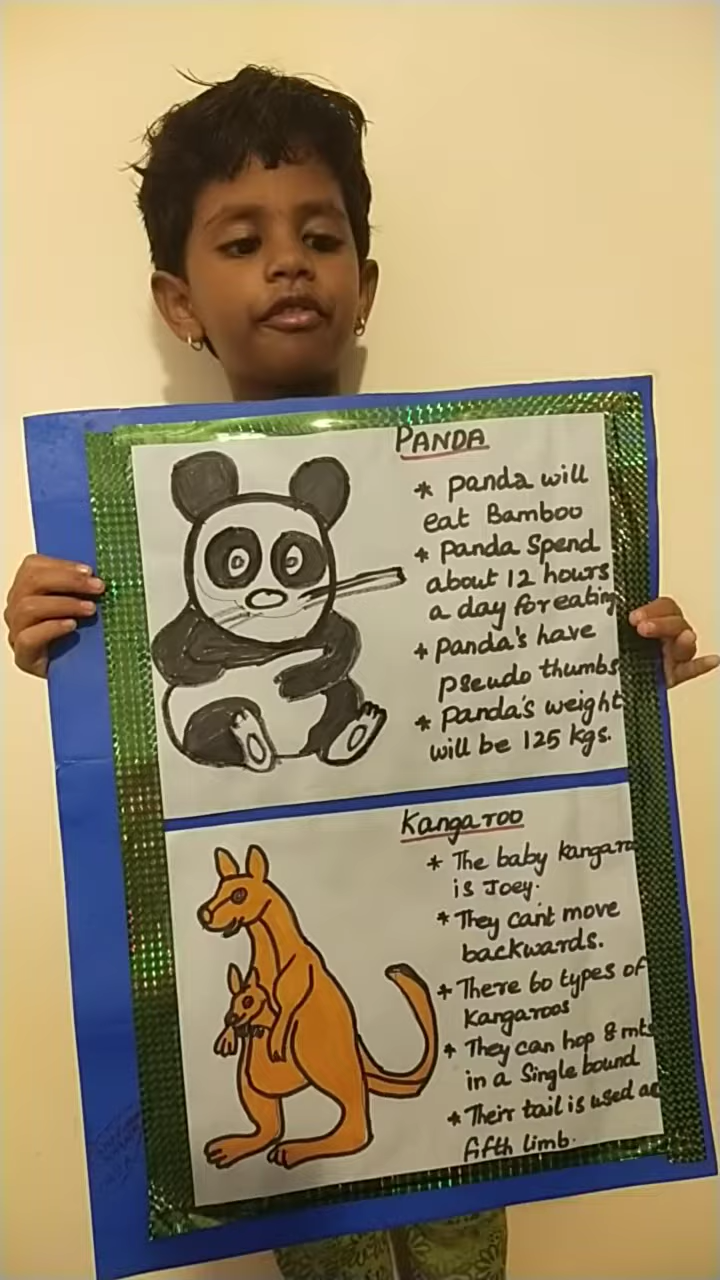 PANDA
* Panda will
eat Bamboo
* Panda Spend
about 12 hours
a day for eating
* Panda's have
pseudo thumbs
* Panda's weight
will be 125 kgs.
Kangaroo
* The baby kangaroo
is Joey.
* They cant move
backwards.
* There 60 types of
Kangaroos
* They can hop 8 mts
in a Single bound
* Their tail is used as
fifth limb.